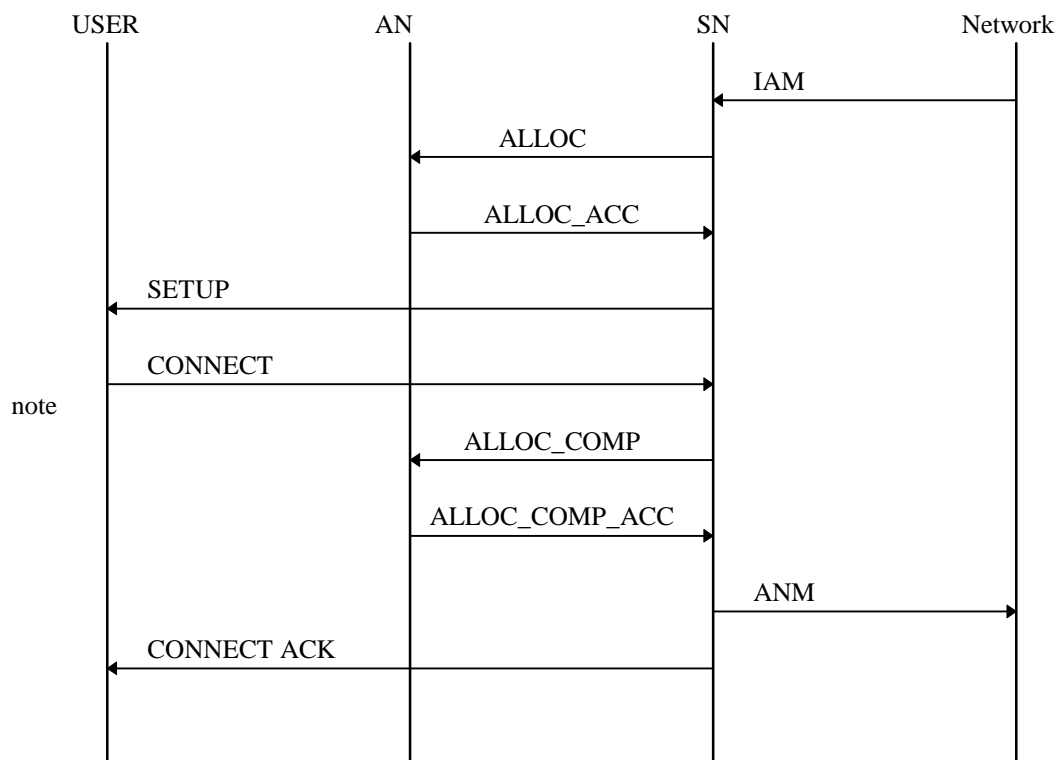 USER AN SN Network
IAM
ALLOC
ALLOC_ACC
SETUP
CONNECT
note
ALLOC_COMP
ALLOC_COMP_ACC
ANM
CONNECT ACK